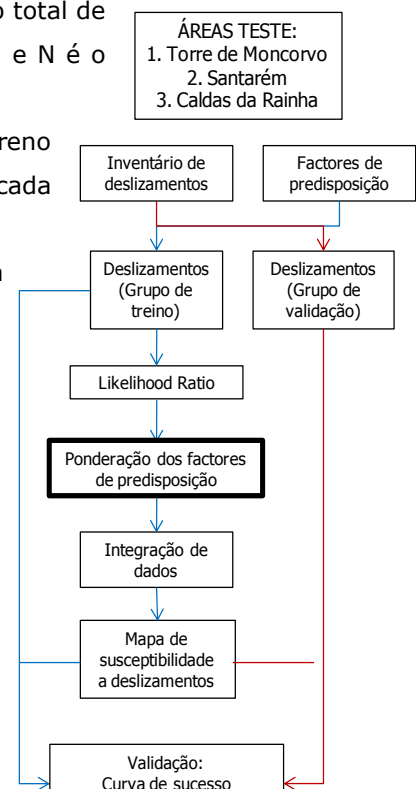 o total de
e N é o
reno
cada
ÁREAS TESTE:
1. Torre de Moncorvo
2. Santarém
3. Caldas da Rainha
Inventário de
deslizamentos
Factores de
predisposição
Deslizamentos
(Grupo de
treino)
Deslizamentos
(Grupo de
validação)
Likelihood Ratio
Ponderação dos factores
de predisposição
Integração de
dados
Mapa de
susceptibilidade
a deslizamentos
Validação:
Curva de sucesso